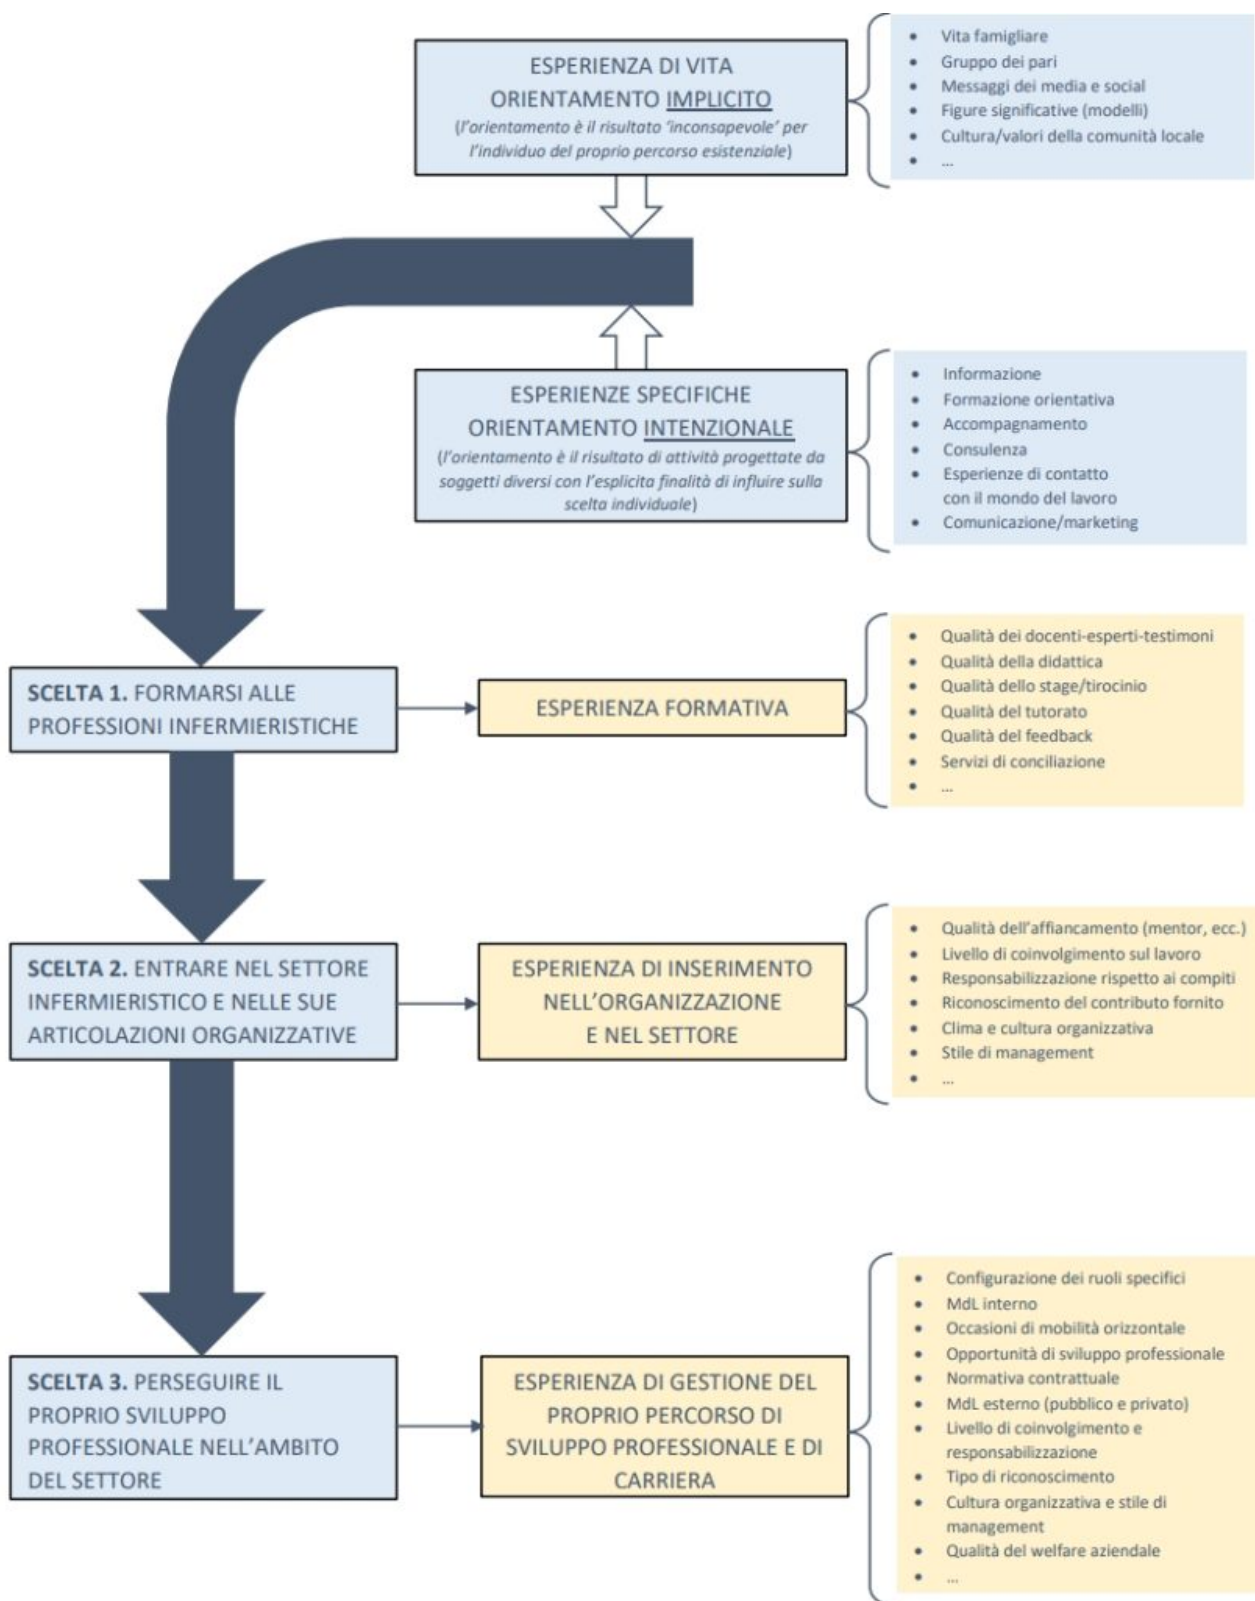 ESPERIENZA DI VITA
ORIENTAMENTO IMPLICITO
(l'orientamento è il risultato 'inconsapevole' per
l'individuo del proprio percorso esistenziale)
• Vita famigliare
• Gruppo dei pari
• Messaggi dei media e social
• Figure significative (modelli)
• Cultura/valori della comunità locale
• ...
ESPERIENZE SPECIFICHE
ORIENTAMENTO INTENZIONALE
(l'orientamento è il risultato di attività progettate da
soggetti diversi con l'esplicita finalità di influire sulla
scelta individuale)
• Informazione
• Formazione orientativa
• Accompagnamento
• Consulenza
• Esperienze di contatto
con il mondo del lavoro
• Comunicazione/marketing
SCELTA 1. FORMARSI ALLE
PROFESSIONI INFERMIERISTICHE
ESPERIENZA FORMATIVA
• Qualità dei docenti-esperti-testimoni
• Qualità della didattica
• Qualità dello stage/tirocinio
• Qualità del tutorato
• Qualità del feedback
• Servizi di conciliazione
• ...
SCELTA 2. ENTRARE NEL SETTORE
INFERMIERISTICO E NELLE SUE
ARTICOLAZIONI ORGANIZZATIVE
ESPERIENZA DI INSERIMENTO
NELL'ORGANIZZAZIONE
E NEL SETTORE
• Qualità dell'affiancamento (mentor, ecc.)
• Livello di coinvolgimento sul lavoro
• Responsabilizzazione rispetto ai compiti
• Riconoscimento del contributo fornito
• Clima e cultura organizzativa
• Stile di management
• ...
SCELTA 3. PERSEGUIRE IL
PROPRIO SVILUPPO
PROFESSIONALE NELL'AMBITO
DEL SETTORE
ESPERIENZA DI GESTIONE DEL
PROPRIO PERCORSO DI
SVILUPPO PROFESSIONALE E DI
CARRIERA
• Configurazione dei ruoli specifici
• MdL interno
• Occasioni di mobilità orizzontale
• Opportunità di sviluppo professionale
• Normativa contrattuale
• MdL esterno (pubblico e privato)
• Livello di coinvolgimento e
responsabilizzazione
• Tipo di riconoscimento
• Cultura organizzativa e stile di
management
• Qualità del welfare aziendale
• ...